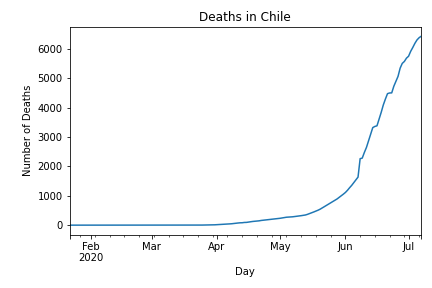 Deaths in Chile
Number of Deaths
6000
5000
4000
3000
2000
1000
0
Feb
2020
Mar
Apr
May
Jun
Jul
Day